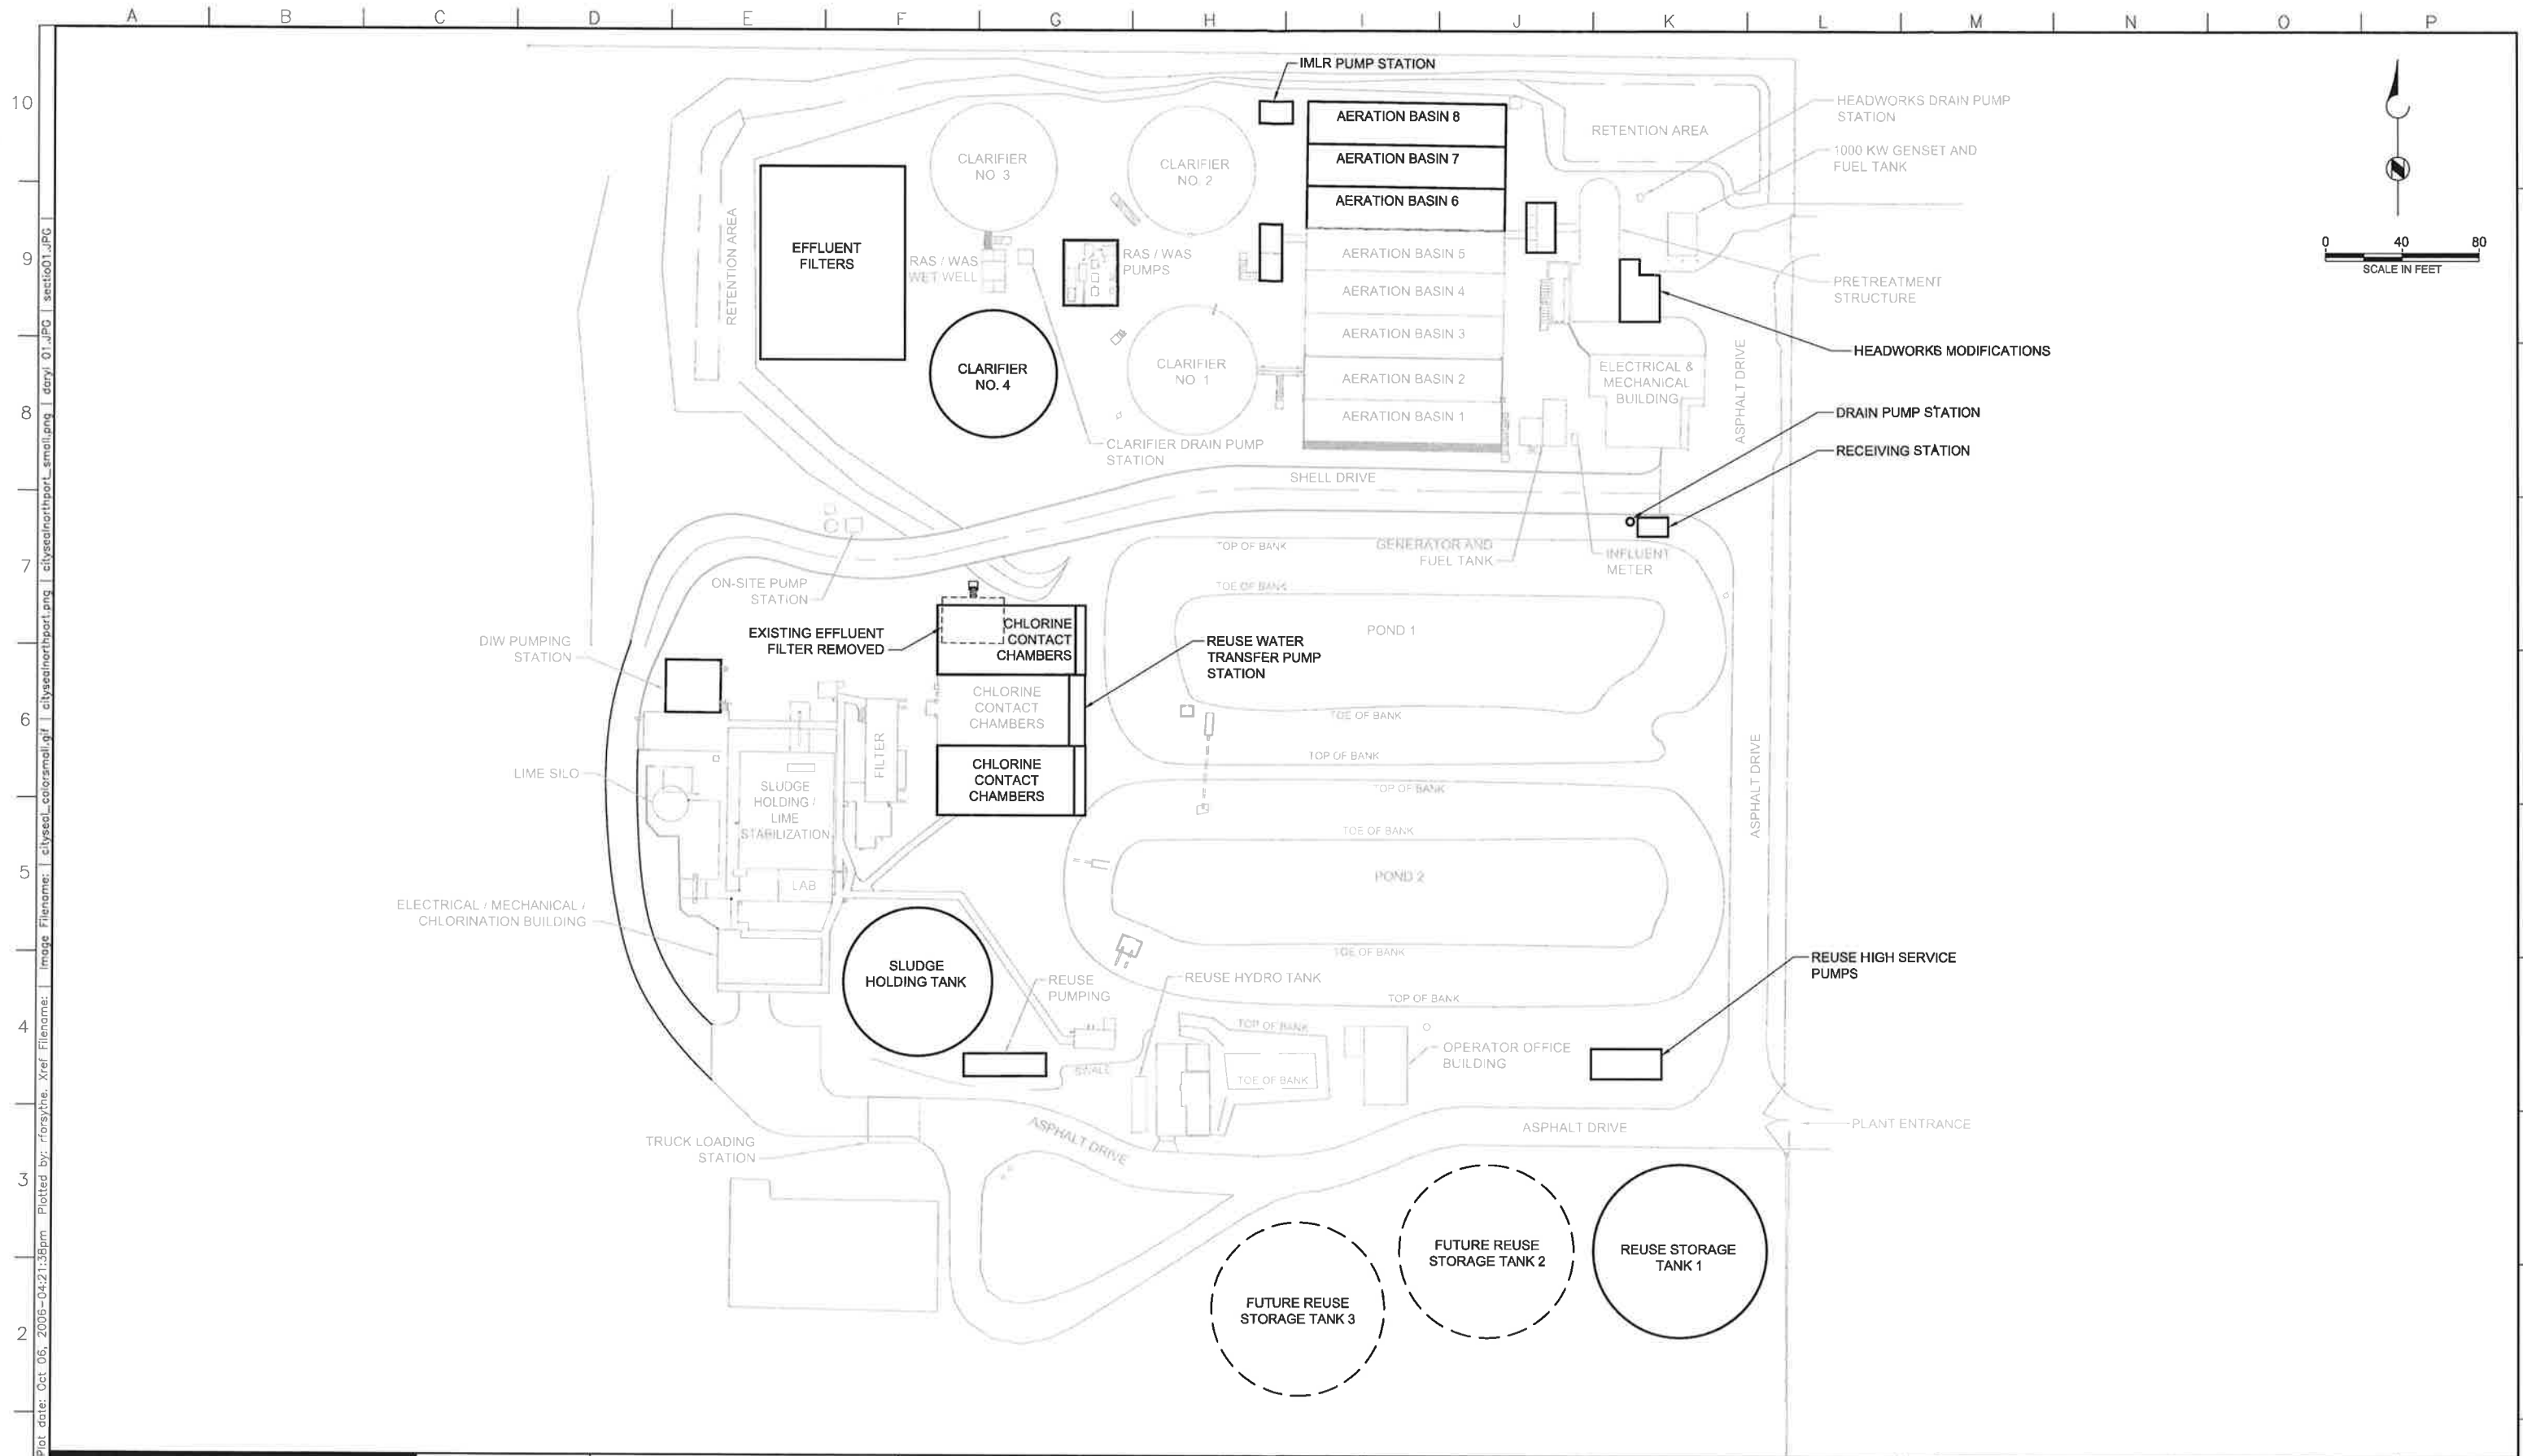 A B C D E F G H I J K L M N O P
10
9
8
7
6
5
4
3
2
IMLR PUMP STATION
AERATION BASIN 8
AERATION BASIN 7
AERATION BASIN 6
AERATION BASIN 5
AERATION BASIN 4
AERATION BASIN 3
AERATION BASIN 2
AERATION BASIN 1
RETENTION AREA
HEADWORKS DRAIN PUMP
STATION
1000 KW GENSET AND
FUEL TANK
PRETREATMENT
STRUCTURE
HEADWORKS MODIFICATIONS
DRAIN PUMP STATION
RECEIVING STATION
0 40 80
SCALE IN FEET
CLARIFIER
NO. 3
CLARIFIER
NO. 2
RETENTION AREA
EFFLUENT
FILTERS
RAS / WAS
WET WELL
RAS / WAS
PUMPS
CLARIFIER
NO. 4
CLARIFIER
NO. 1
ELECTRICAL &
MECHANICAL
BUILDING
ASPHALT DRIVE
CLARIFIER DRAIN PUMP
STATION
SHELL DRIVE
TOP OF BANK
GENERATOR AND
FUEL TANK
INFLUENT
METER
TOE OF BANK
ON-SITE PUMP
STATION
POND 1
EXISTING EFFLUENT
FILTER REMOVED
CHLORINE
CONTACT
CHAMBERS
REUSE WATER
TRANSFER PUMP
STATION
DIW PUMPING
STATION
CHLORINE
CONTACT
CHAMBERS
TOE OF BANK
TOP OF BANK
FILTER
LIME SILO
CHLORINE
CONTACT
CHAMBERS
SLUDGE
HOLDING /
LIME
STABILIZATION
TOP OF BANK
ASPHALT DRIVE
TOE OF BANK
POND 2
LAB
ELECTRICAL / MECHANICAL /
CHLORINATION BUILDING
TOE OF BANK
REUSE HIGH SERVICE
PUMPS
SLUDGE
HOLDING TANK
REUSE
PUMPING
REUSE HYDRO TANK
TOP OF BANK
TOP OF BANK
OPERATOR OFFICE
BUILDING
SWALE
TOE OF BANK
TRUCK LOADING
STATION
ASPHALT DRIVE
ASPHALT DRIVE
PLANT ENTRANCE
FUTURE REUSE
STORAGE TANK 2
REUSE STORAGE
TANK 1
FUTURE REUSE
STORAGE TANK 3
Plot date: Oct 06, 2006-04:21:38pm Plotted by: rforsythe. Xref Filename: | Image Filename: | cityseal_colorsmall.gif | citysealnorthport.png | citysealnorthport_small.png | daryl 01.JPG | sectio01.JPG |